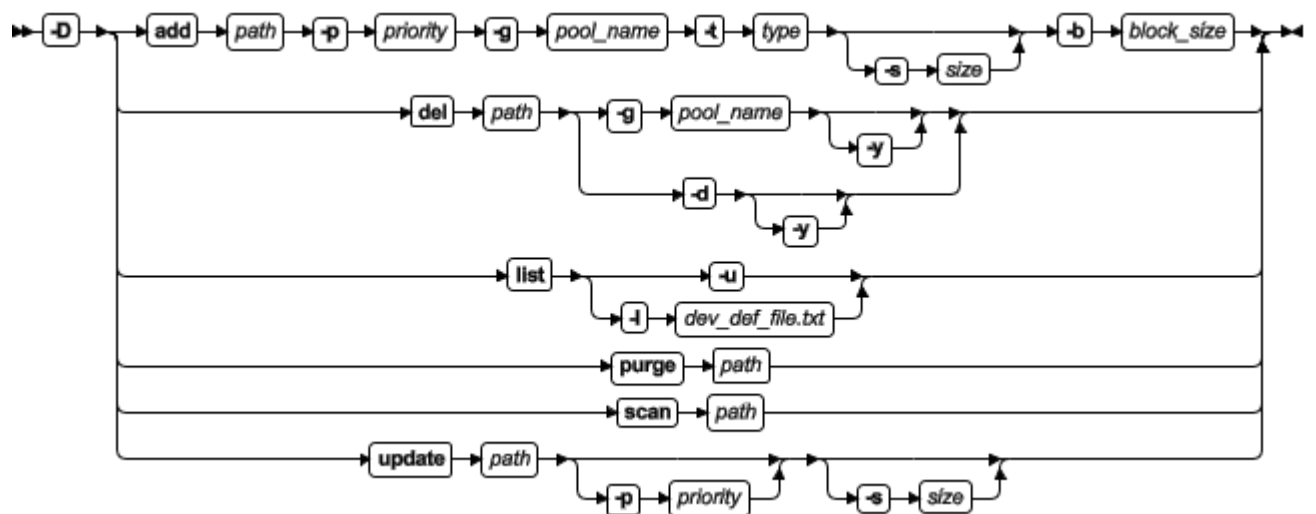 -D add path -p priority -g pool_name -t type -b block_size
-s size
del path -g pool_name
-y
-d
-y
list -u
-l dev_def_file.txt
purge path
scan path
update path
-p priority -s size